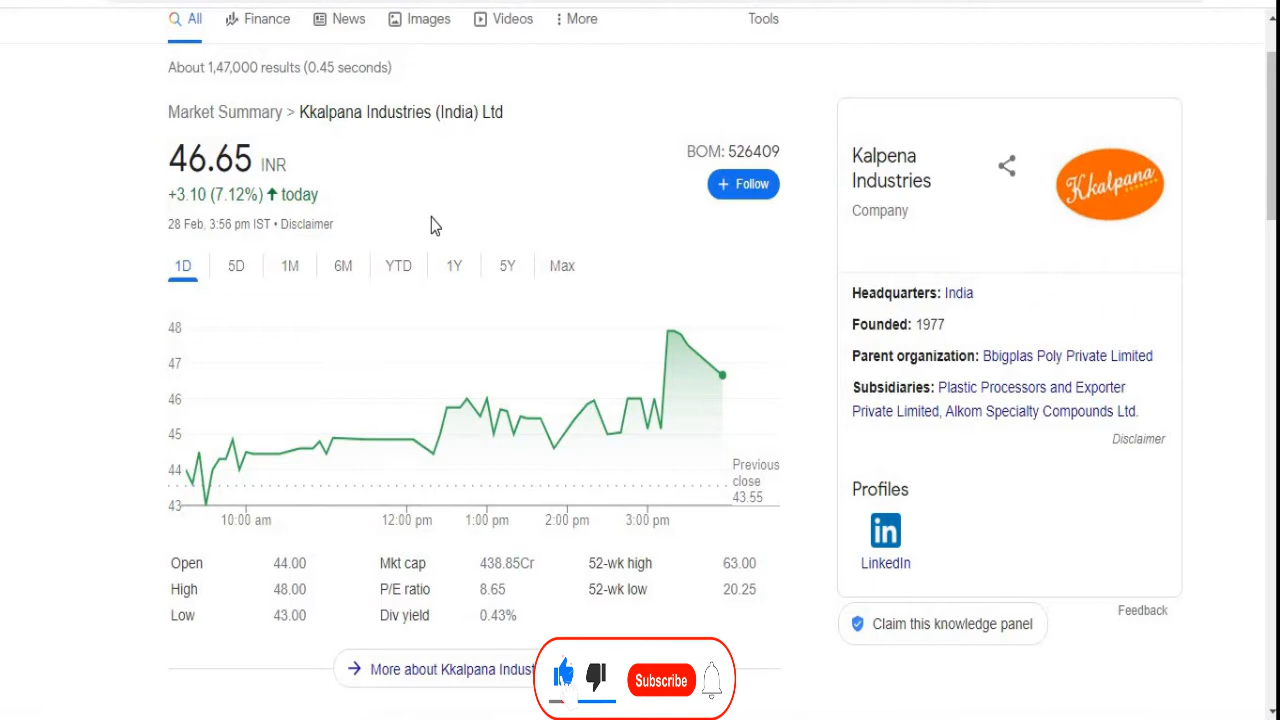 All Finance News Images Videos More Tools
About 1,47,000 results (0.45 seconds)
Market Summary > Kkalpana Industries (India) Ltd
46.65 INR
+3.10 (7.12%) today
28 Feb, 3:56 pm IST • Disclaimer
BOM: 526409
+ Follow
1D 5D 1M 6M YTD 1Y 5Y Max
48
47
46
45
44
43
Previous
close
43.55
10:00 am 12:00 pm 1:00 pm 2:00 pm 3:00 pm
Open 44.00 Mkt cap 438.85Cr 52-wk high 63.00
High 48.00 P/E ratio 8.65 52-wk low 20.25
Low 43.00 Div yield 0.43%
More about Kkalpana Indust
Subscribe
Kalpena
Industries
Company
Kkalpana
Headquarters: India
Founded: 1977
Parent organization: Bbigplas Poly Private Limited
Subsidiaries: Plastic Processors and Exporter
Private Limited, Alkom Specialty Compounds Ltd.
Disclaimer
Profiles
in
LinkedIn
Feedback
Claim this knowledge panel